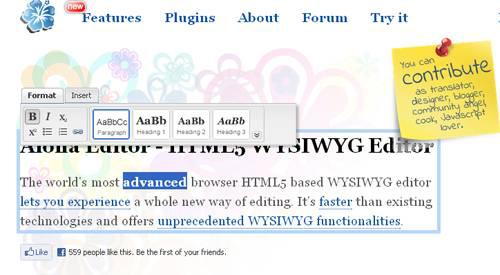 new
Features Plugins About Forum Try it
You can
contribute
as translator,
designer, blogger,
community angel,
cook, Javascript
lover.
Format Insert
B I x₂
AaBbCc AaBb AaBb AaBb
Paragraph Heading 1 Heading 2 Heading 3
x²
Aloha Editor - HTML5 WYSIWYG Editor
The world's most advanced browser HTML5 based WYSIWYG editor
lets you experience a whole new way of editing. It's faster than existing
technologies and offers unprecedented WYSIWYG functionalities.
Like 559 people like this. Be the first of your friends.